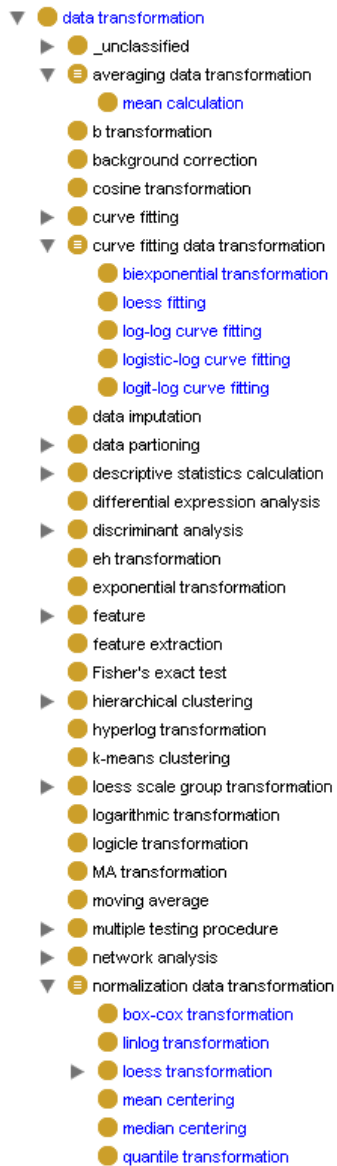 data transformation
_unclassified
averaging data transformation
mean calculation
b transformation
background correction
cosine transformation
curve fitting
curve fitting data transformation
biexponential transformation
loess fitting
log-log curve fitting
logistic-log curve fitting
logit-log curve fitting
data imputation
data partioning
descriptive statistics calculation
differential expression analysis
discriminant analysis
eh transformation
exponential transformation
feature
feature extraction
Fisher's exact test
hierarchical clustering
hyperlog transformation
k-means clustering
loess scale group transformation
logarithmic transformation
logicle transformation
MA transformation
moving average
multiple testing procedure
network analysis
normalization data transformation
box-cox transformation
linlog transformation
loess transformation
mean centering
median centering
quantile transformation